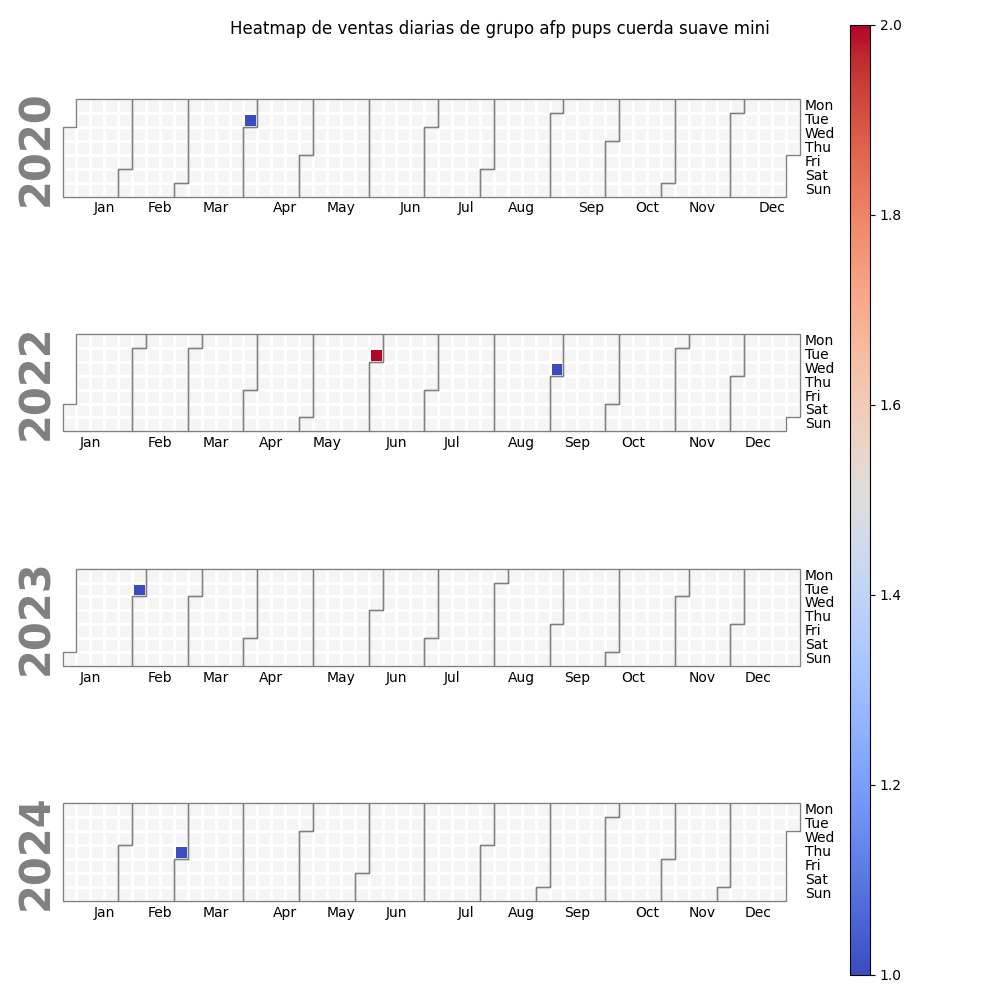 Heatmap de ventas diarias de grupo afp pups cuerda suave mini
2020
Mon
Tue
Wed
Thu
Fri
Sat
Sun
Jan Feb Mar Apr May Jun Jul Aug Sep Oct Nov Dec
2022
Mon
Tue
Wed
Thu
Fri
Sat
Sun
Jan Feb Mar Apr May Jun Jul Aug Sep Oct Nov Dec
2023
Mon
Tue
Wed
Thu
Fri
Sat
Sun
Jan Feb Mar Apr May Jun Jul Aug Sep Oct Nov Dec
2024
Mon
Tue
Wed
Thu
Fri
Sat
Sun
Jan Feb Mar Apr May Jun Jul Aug Sep Oct Nov Dec
2.0
1.8
1.6
1.4
1.2
1.0